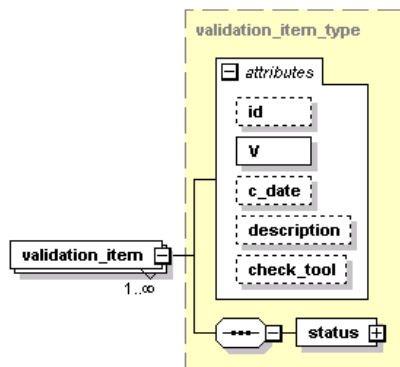 validation_item_type
attributes
id
V
c_date
description
validation_item
check_tool
1..∞
status